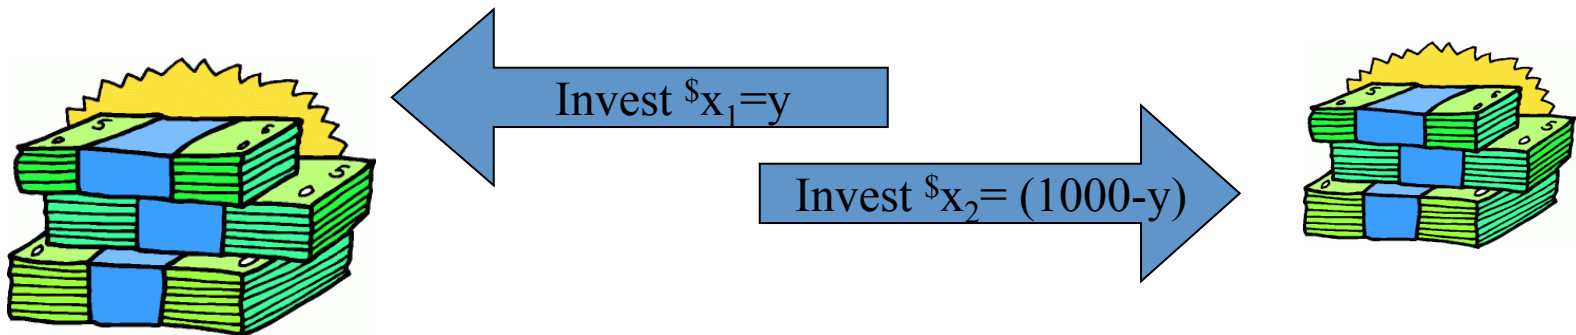 Invest $x1=y
Invest $x2= (1000-y)